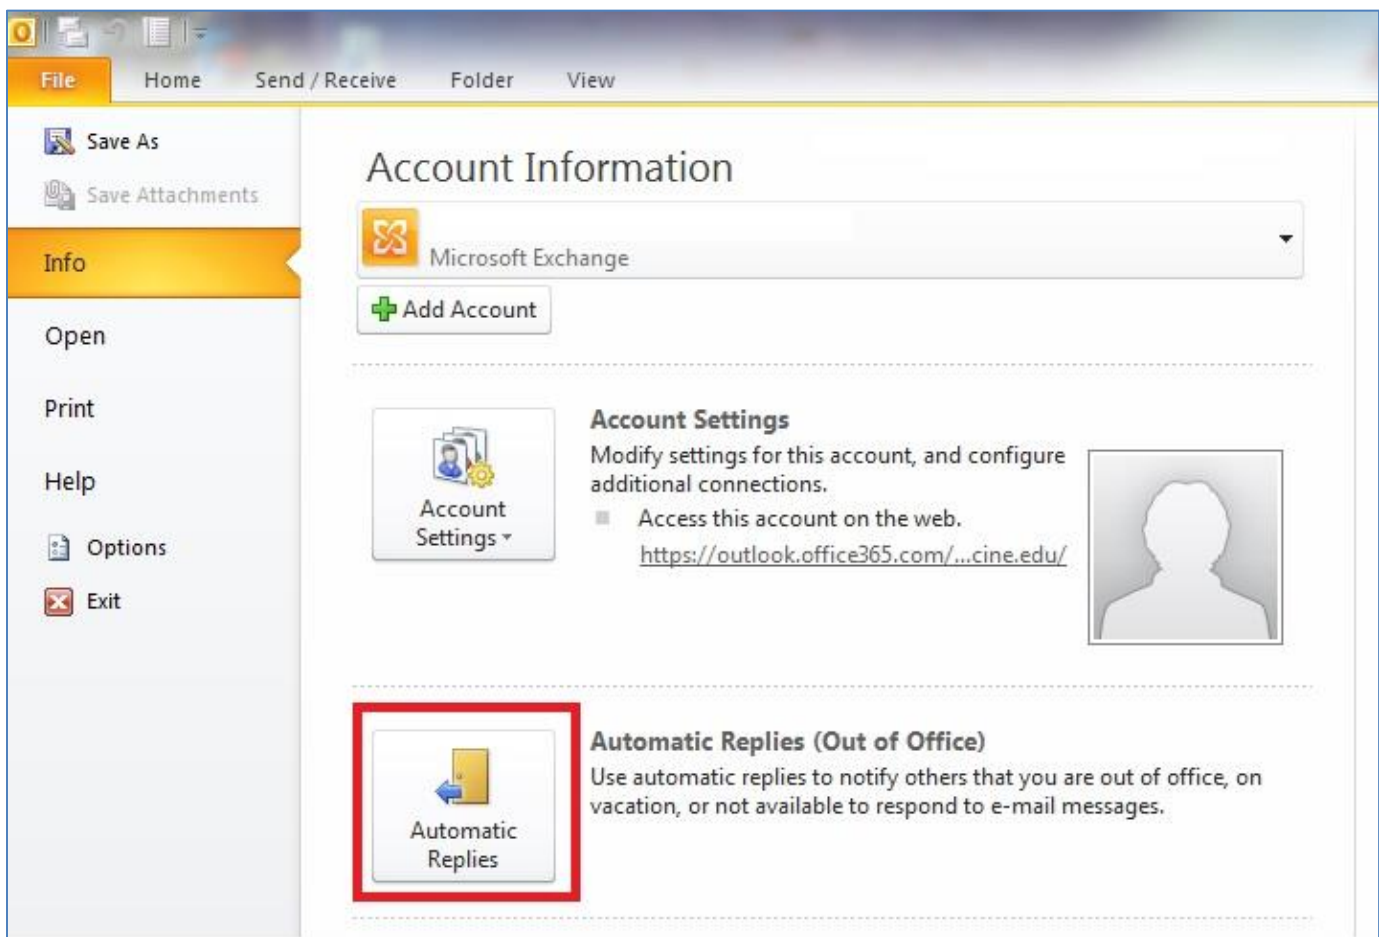 File Home Send / Receive Folder View
Save As
Save Attachments
Info
Open
Print
Help
Options
Exit
Account Information
Microsoft Exchange
Add Account
Account
Settings
Account Settings
Modify settings for this account, and configure
additional connections.
Access this account on the web.
https://outlook.office365.com/...cine.edu/
Automatic
Replies
Automatic Replies (Out of Office)
Use automatic replies to notify others that you are out of office, on
vacation, or not available to respond to e-mail messages.